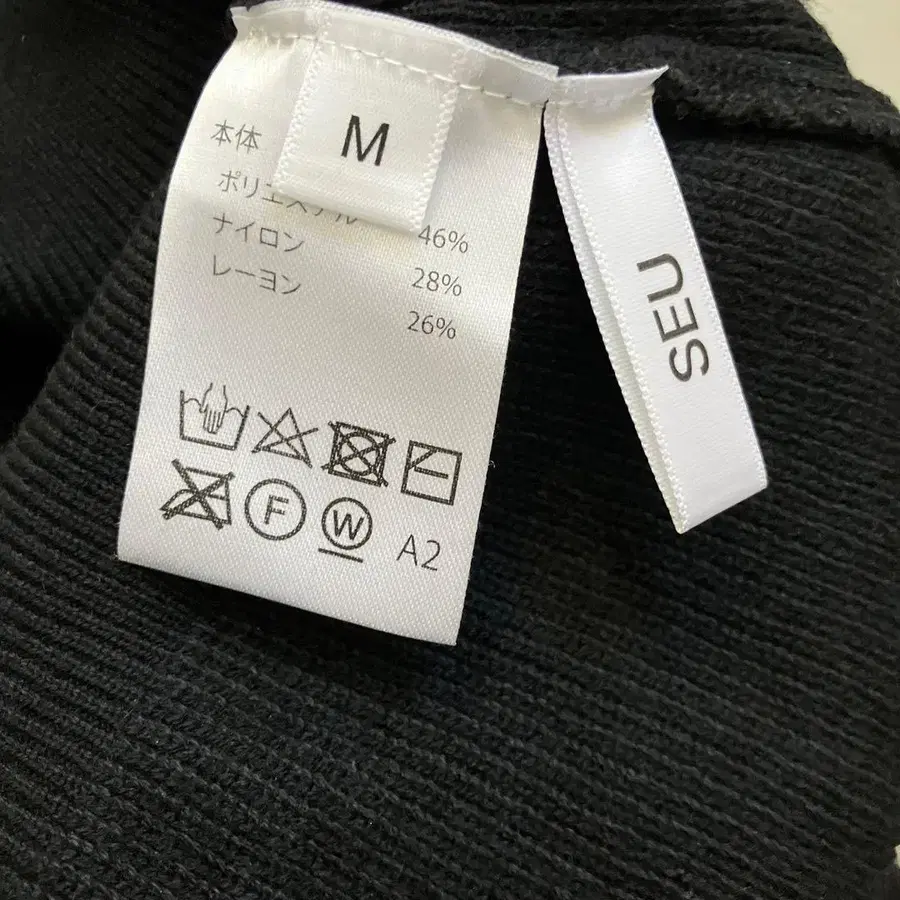 M
本体
ポリエステル 46%
ナイロン 28%
レーヨン 26%
F
W
A2
SEU